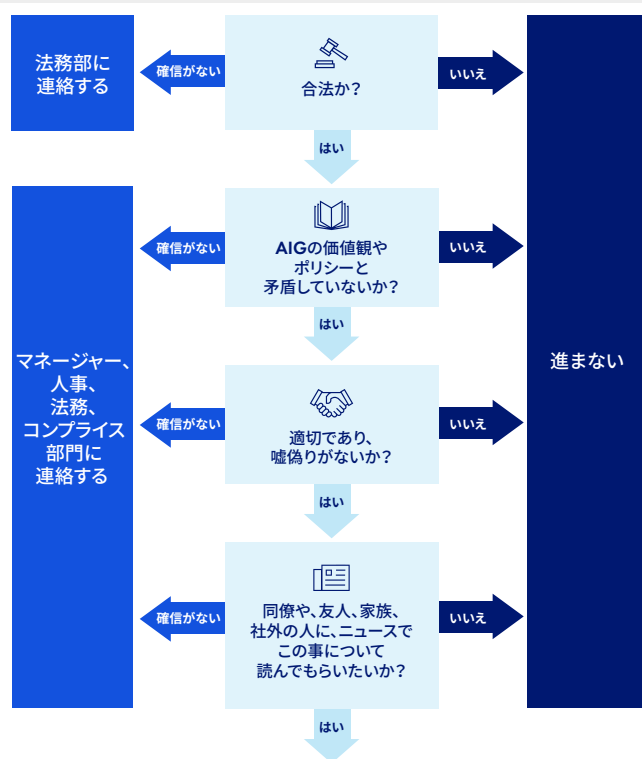 法務部に
連絡する
確信がない
合法か？
いいえ
はい
確信がない
AIGの価値観や
ポリシーと
矛盾していないか？
いいえ
はい
マネージャー、
人事、
法務、
コンプライス
部門に
連絡する
進まない
確信がない
適切であり、
嘘偽りがないか？
いいえ
はい
確信がない
同僚や、友人、家族、
社外の人に、ニュースで
この事について
読んでもらいたいか？
いいえ
はい